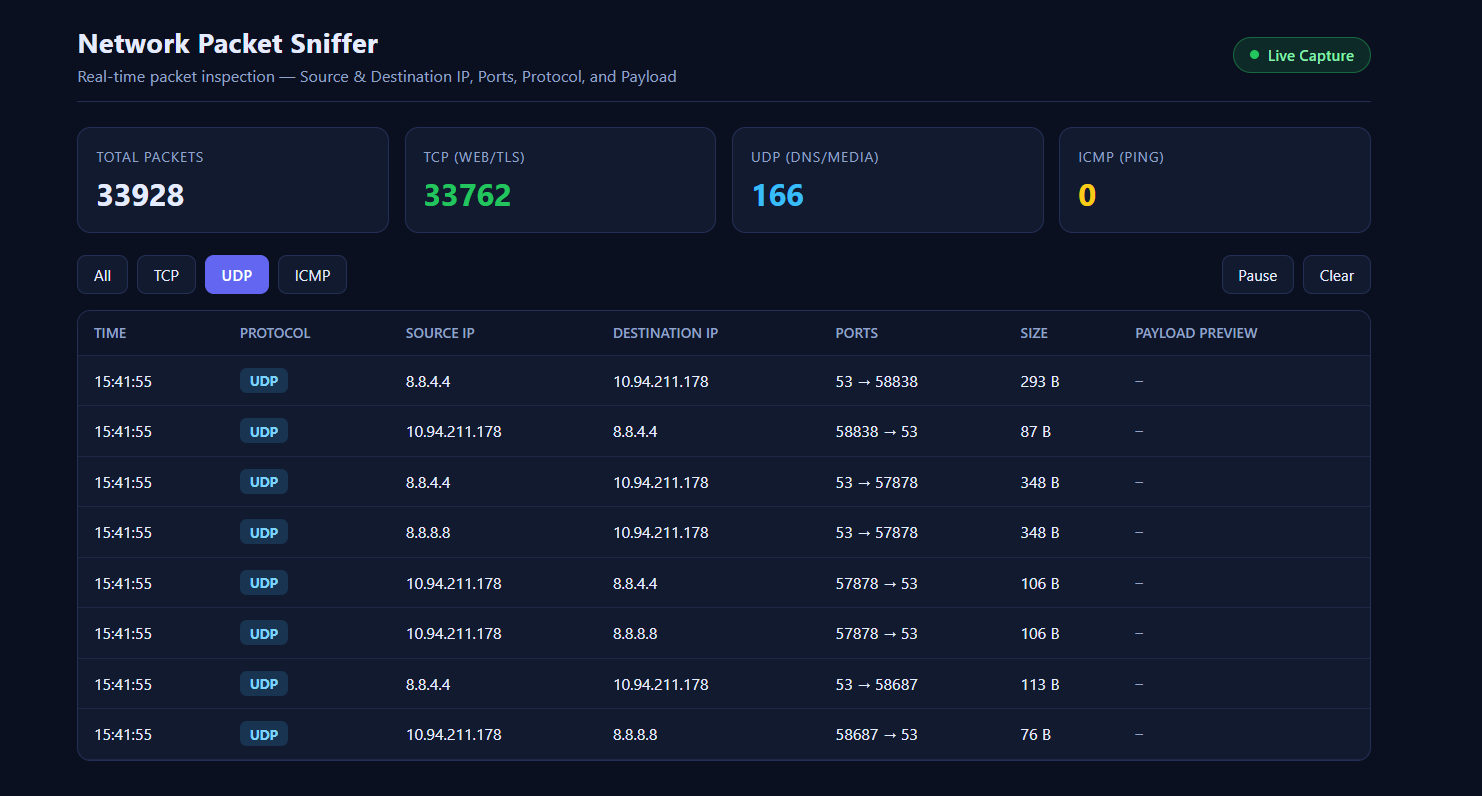 Network Packet Sniffer
Real-time packet inspection — Source & Destination IP, Ports, Protocol, and Payload
Live Capture
TOTAL PACKETS
33928
TCP (WEB/TLS)
33762
UDP (DNS/MEDIA)
166
ICMP (PING)
0
All TCP UDP ICMP Pause Clear
TIME PROTOCOL SOURCE IP DESTINATION IP PORTS SIZE PAYLOAD PREVIEW
15:41:55 UDP 8.8.4.4 10.94.211.178 53 → 58838 293 B –
15:41:55 UDP 10.94.211.178 8.8.4.4 58838 → 53 87 B –
15:41:55 UDP 8.8.4.4 10.94.211.178 53 → 57878 348 B –
15:41:55 UDP 8.8.8.8 10.94.211.178 53 → 57878 348 B –
15:41:55 UDP 10.94.211.178 8.8.4.4 57878 → 53 106 B –
15:41:55 UDP 10.94.211.178 8.8.8.8 57878 → 53 106 B –
15:41:55 UDP 8.8.4.4 10.94.211.178 53 → 58687 113 B –
15:41:55 UDP 10.94.211.178 8.8.8.8 58687 → 53 76 B –